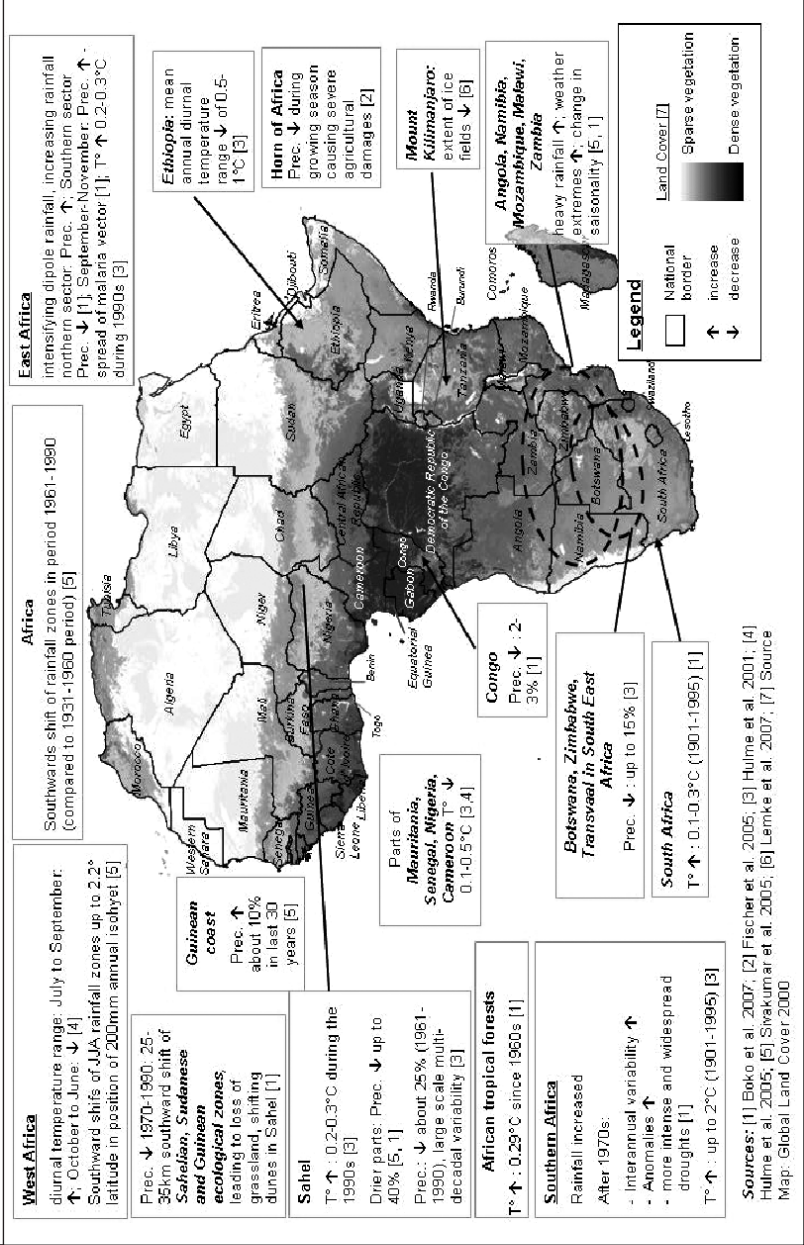 West Africa
diurnal temperature range: July to September:
↑; October to June: ↓ [4]
Southward shifs of JJA rainfall zones up to 2.2°
latitude in position of 200mm annual isohyet [5]
Africa
Southwards shift of rainfall zones in period 1961-1990
(compared to 1931-1960 period) [5]
East Africa
intensifying dipole rainfall, increasing rainfall
northern sector: Prec. ↑; Southern sector
Prec. ↓ [1]; September-November: Prec. ↑ -
spread of malaria vector [1]; T° ↑ 0.2-0.3°C
during 1990s [3]
Prec. ↓ 1970-1990: 25-
35km southward shift of
Sahelian, Sudanese
and Guinean
ecological zones,
leading to loss of
grassland, shifting
dunes in Sahel [1]
Guinean
coast
Prec. ↑
about 10%
in last 30
years [5]
Sahel
T° ↑ : 0.2-0.3°C during the
1990s [3]
Drier parts: Prec. ↓ up to
40% [5, 1]
Prec.: ↓ about 25% (1961-
1990), large scale multi-
decadal variability [3]
Parts of
Mauritania,
Senegal, Nigeria,
Cameroon T° ↓
0.1-0.5°C [3,4]
African tropical forests
T° ↑ : 0.29°C since 1960s [1]
Congo
Prec. ↓ : 2-
3% [1]
Southern Africa
Rainfall increased
After 1970s:
- Interannual variability ↑
- Anomalies ↑
- more intense and widespread
droughts [1]
T° ↑ : up to 2°C (1901-1995) [3]
Botswana, Zimbabwe,
Transvaal in South East
Africa
Prec. ↓ : up to 15% [3]
South Africa
T° ↑ : 0.1-0.3°C (1901-1995) [1]
Ethiopia: mean
annual diurnal
temperature
range ↓ of 0.5-
1°C [3]
Horn of Africa
Prec. ↓ during
growing season
causing severe
agricultural
damages [2]
Mount
Kilimanjaro:
extent of ice
fields ↓ [6]
Angola, Namibia,
Mozambique, Malawi,
Zambia
heavy rainfall ↑; weather
extremes ↑; change in
saisonality [5, 1]
Morocco
Tunisia
Algeria
Libya
Egypt
Western
Sahara
Mauritania
Mali
Niger
Chad
Sudan
Eritrea
Djibouti
Somalia
Ethiopia
Senegal
Guinea
Sierra
Leone
Liberia
Cote
Burkina
Faso
Ghana
Togo
Benin
Nigeria
Cameroon
Central Africa
Republic
Equatorial
Guinea
Gabon
Congo
Democratic Republic
of the Congo
Uganda
Kenya
Rwanda
Burundi
Tanzania
Comoros
Angola
Zambia
Malawi
Mozambique
Madagascar
Namibia
Botswana
Zimbabwe
Swaziland
Lesotho
South Africa
Legend
National
border
↑ increase
↓ decrease
Land Cover [7]
Sparse vegetation
Dense vegetation
Sources: [1] Boko et al. 2007; [2] Fischer et al. 2005; [3] Hulme et al. 2001; [4]
Hulme et al. 2005; [5] Sivakumar et al. 2005; [6] Lemke et al. 2007; [7] Source
Map: Global Land Cover 2000